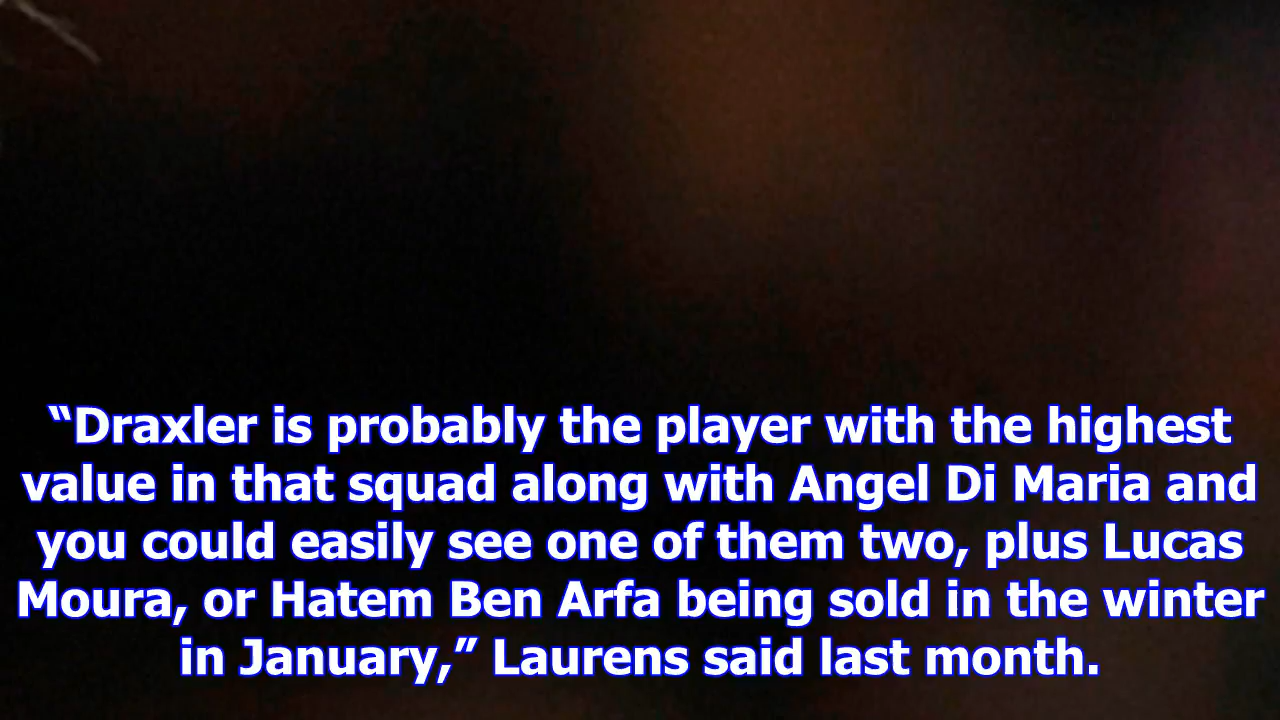 “Draxler is probably the player with the highest
value in that squad along with Angel Di Maria and
you could easily see one of them two, plus Lucas
Moura, or Hatem Ben Arfa being sold in the winter
in January,” Laurens said last month.